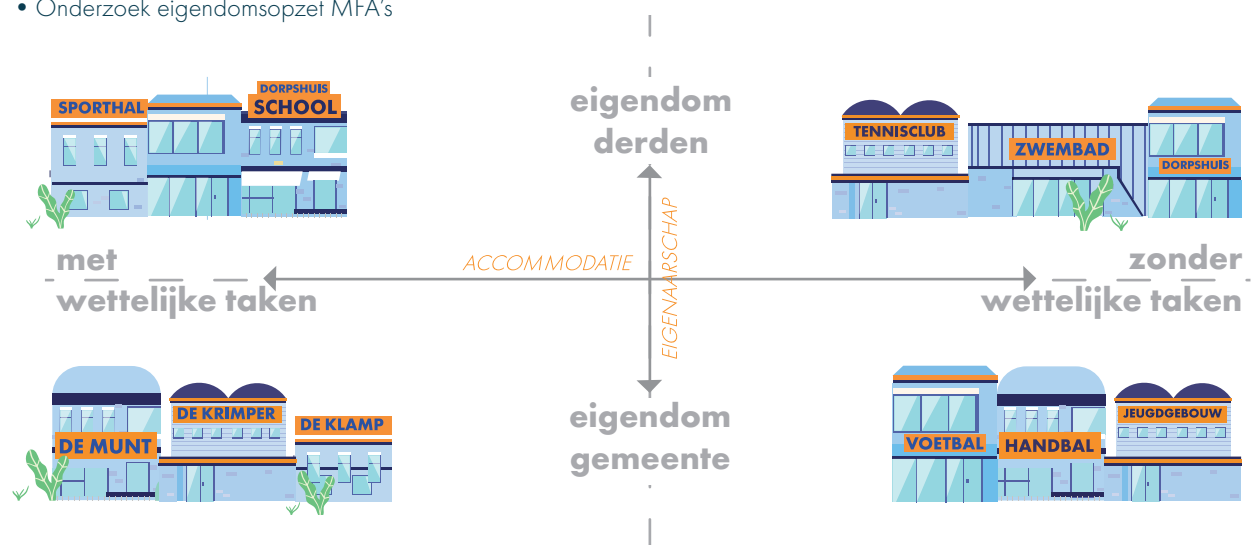 • Onderzoek eigendomsopzet MFA's
SPORTHAL
DORPSHUIS
SCHOOL
eigendom
derden
TENNISCLUB
ZWEMBAD
DORPSHUIS
met
wettelijke taken
ACCOMMODATIE
EIGENAARSCHAP
zonder
wettelijke taken
DE MUNT
DE KRIMPER
DE KLAMP
eigendom
gemeente
VOETBAL
HANDBAL
JEUGDGEBOUW